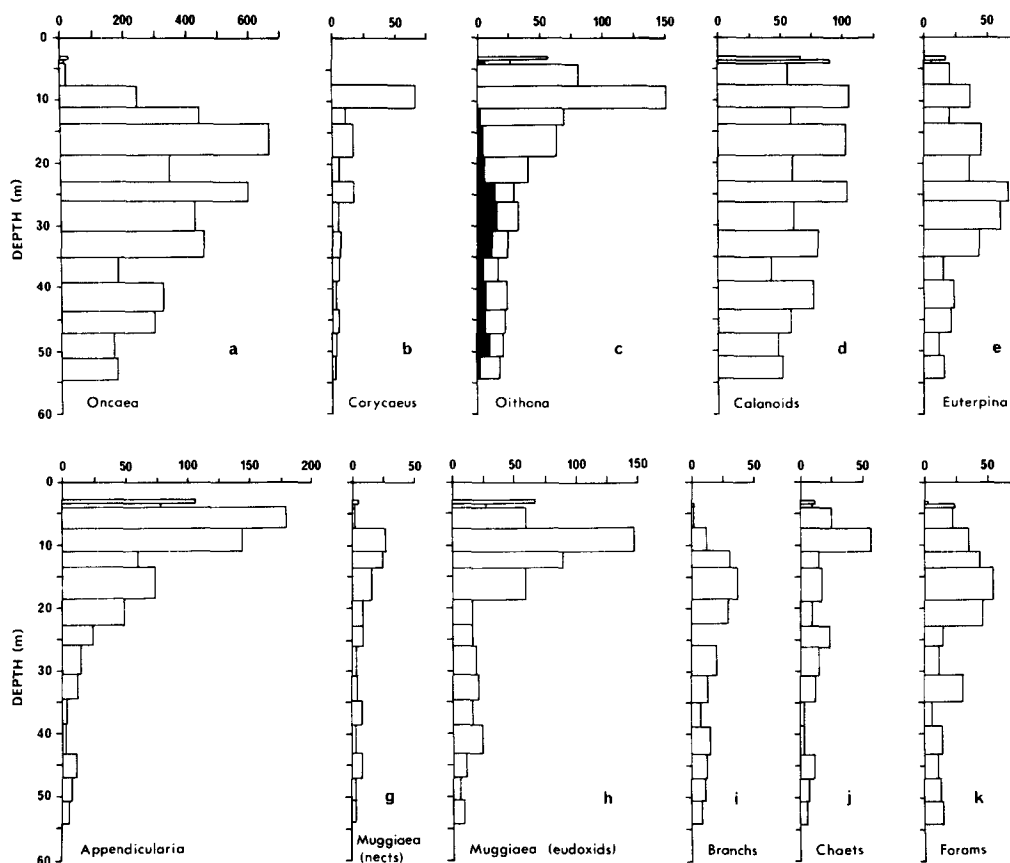 0 200 400 600
0 75
0 50 100 150
0 50 100
0 50
0
10
20
30
40
50
60
DEPTH (m)
a
b
c
d
e
Oncaea
Corycaeus
Oithona
Calanoids
Euterpina
0 50 100 150 200
0 50
0 50 100 150
0 50
0 50
0 50
0
10
20
30
40
50
60
DEPTH (m)
g
h
i
j
k
Appendicularia
Muggiaea
(nects)
Muggiaea (eudoxids)
Branchs
Chaets
Forams